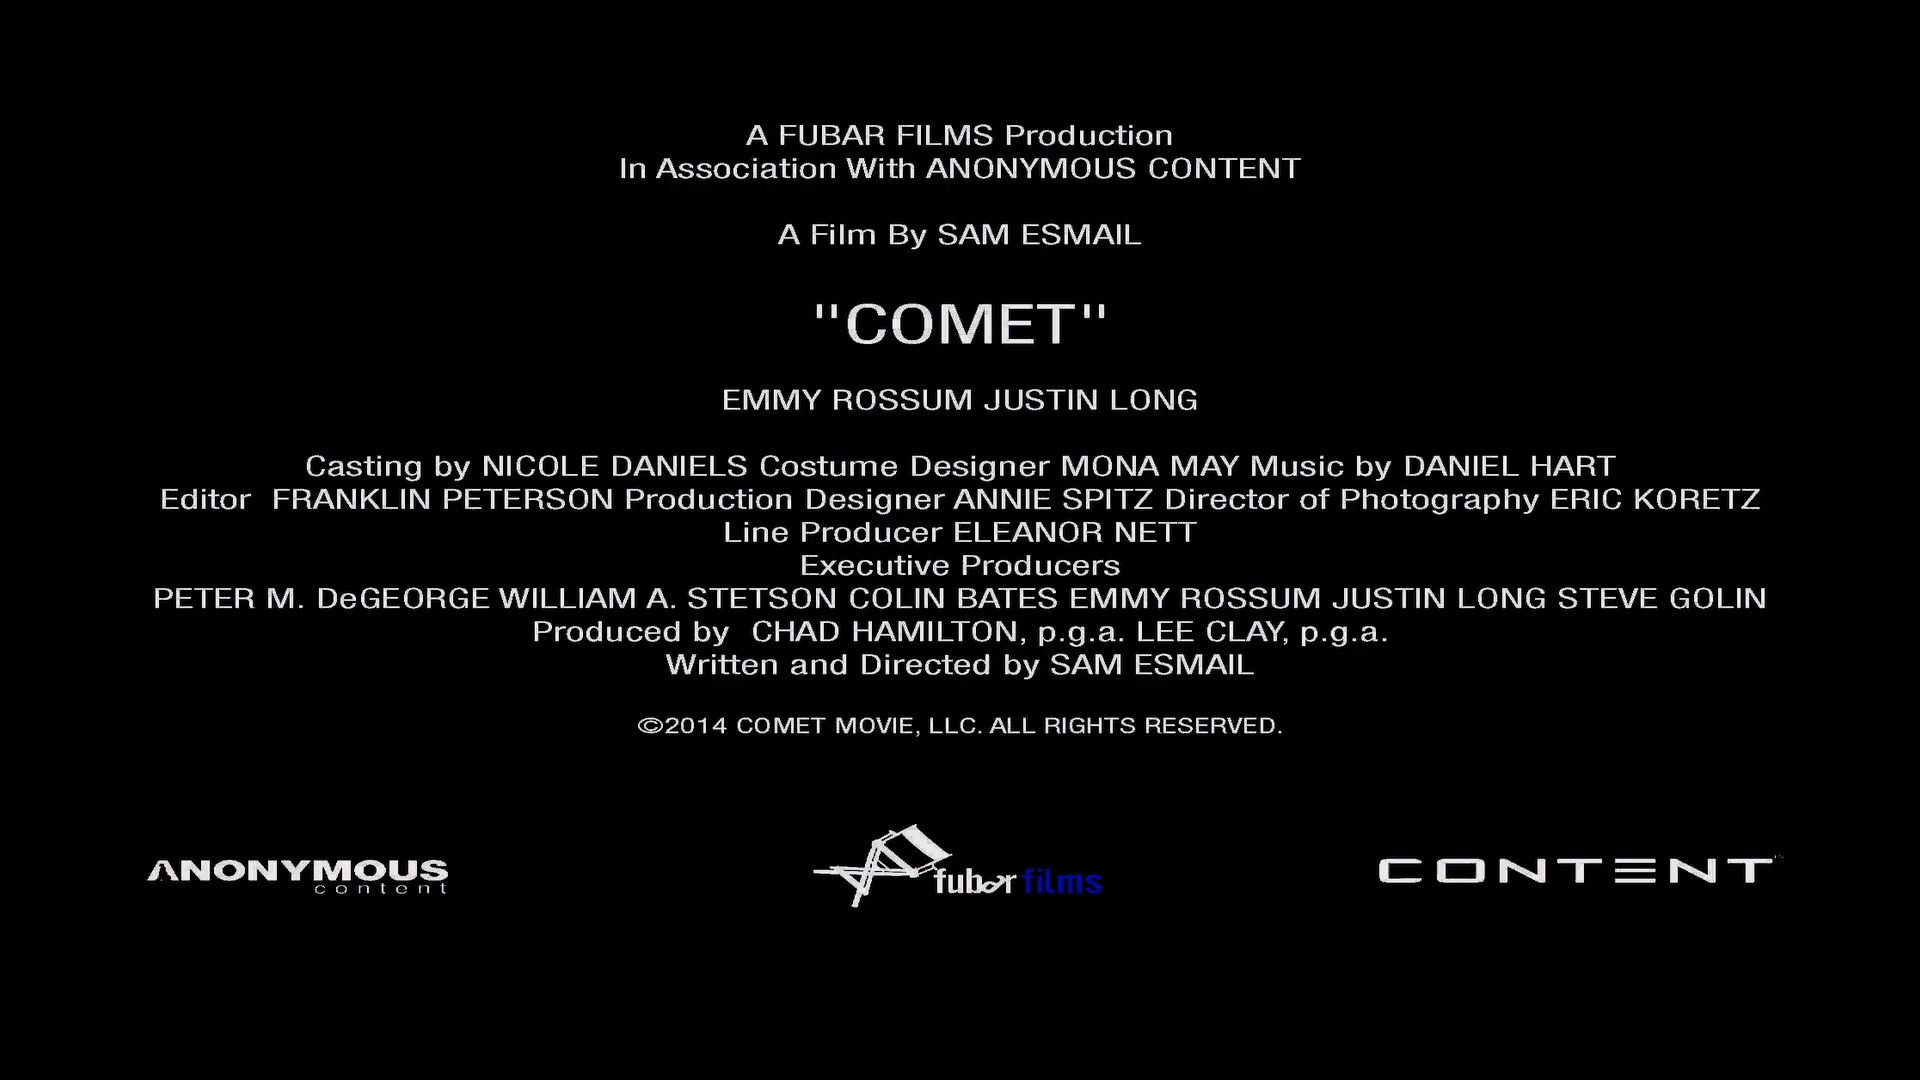 A FUBAR FILMS Production
In Association With ANONYMOUS CONTENT
A Film By SAM ESMAIL
"COMET"
EMMY ROSSUM JUSTIN LONG
Casting by NICOLE DANIELS Costume Designer MONA MAY Music by DANIEL HART
Editor  FRANKLIN PETERSON Production Designer ANNIE SPITZ Director of Photography ERIC KORETZ
Line Producer ELEANOR NETT
Executive Producers
PETER M. DeGEORGE WILLIAM A. STETSON COLIN BATES EMMY ROSSUM JUSTIN LONG STEVE GOLIN
Produced by  CHAD HAMILTON, p.g.a. LEE CLAY, p.g.a.
Written and Directed by SAM ESMAIL
©2014 COMET MOVIE, LLC. ALL RIGHTS RESERVED.
ANONYMOUS
content
fubar films
CONTENT